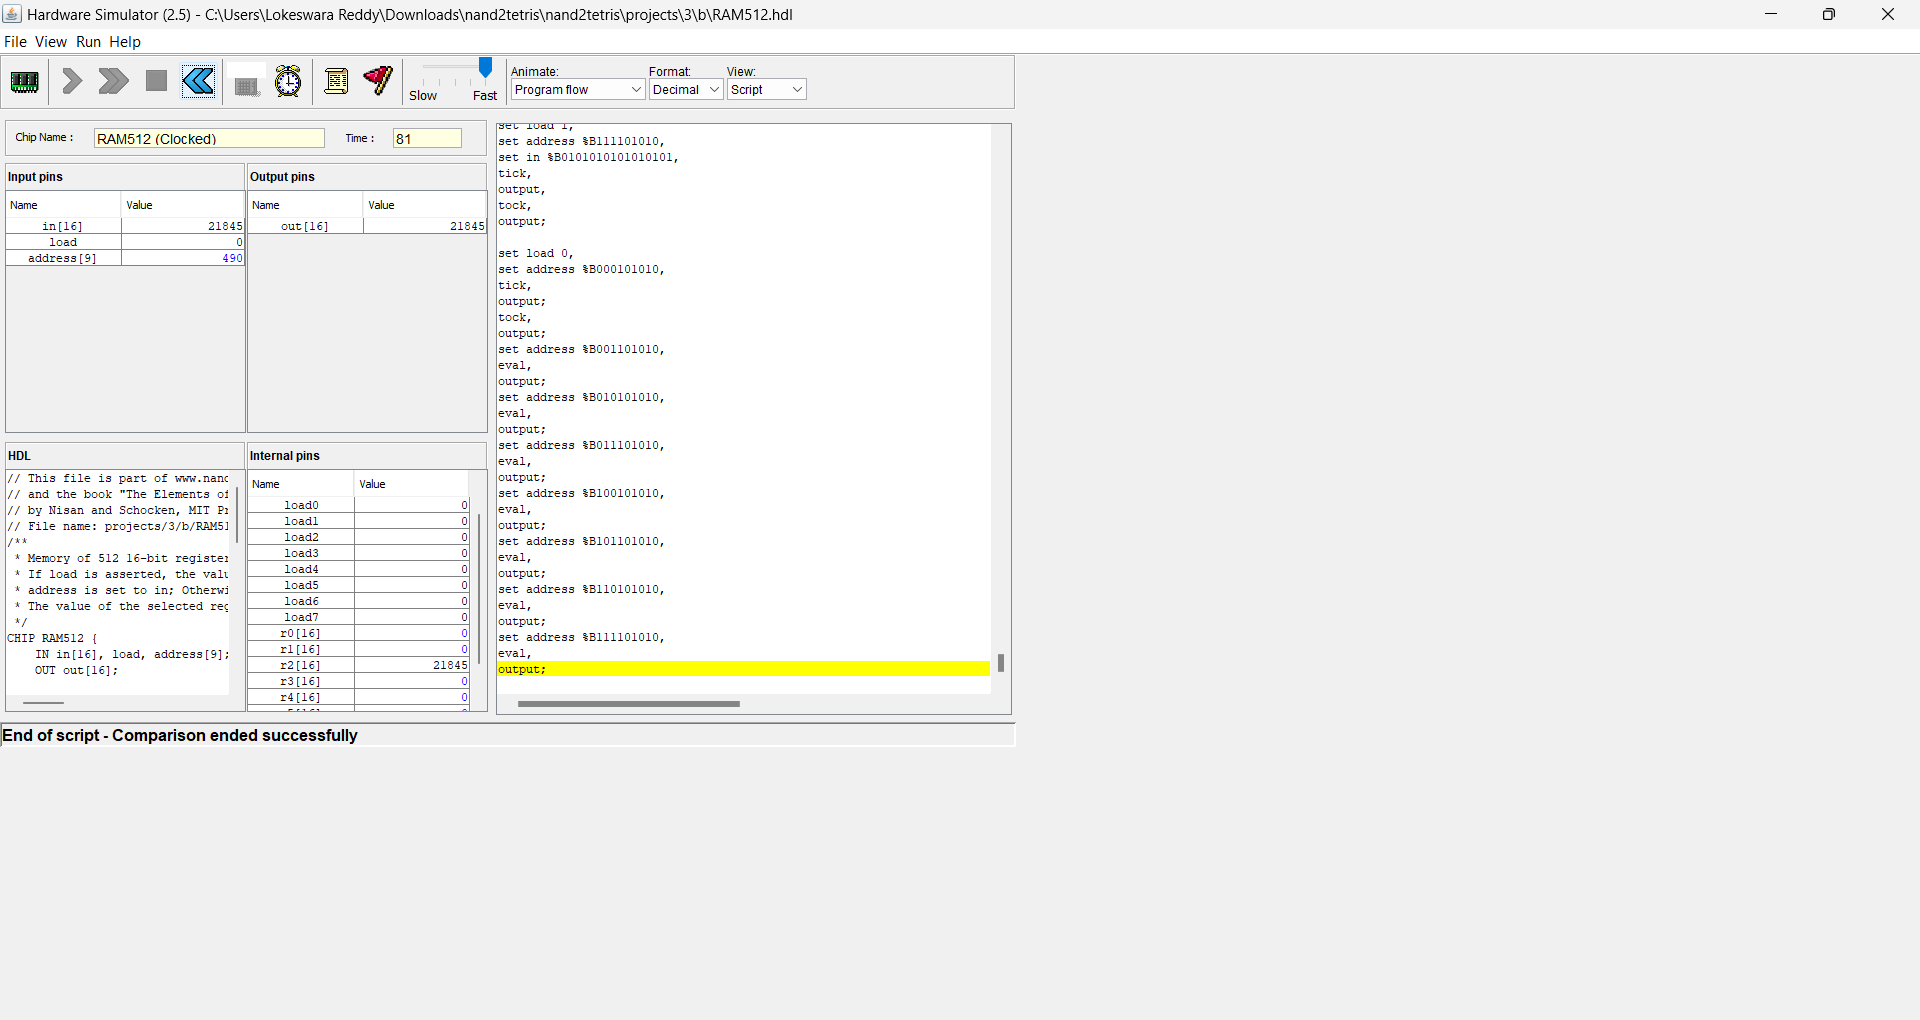 Hardware Simulator (2.5) - C:\Users\Lokeswara Reddy\Downloads\nand2tetris\nand2tetris\projects\3\b\RAM512.hdl
File View Run Help
Slow Fast
Animate: Format: View:
Program flow Decimal Script
Chip Name : RAM512 (Clocked) Time : 81
Input pins
Name Value
in[16] 21845
load 0
address[9] 490
Output pins
Name Value
out[16] 21845
HDL
// This file is part of www.nand
// and the book "The Elements of
// by Nisan and Schocken, MIT Pr
// File name: projects/3/b/RAM51
/**
* Memory of 512 16-bit register
* If load is asserted, the valu
* address is set to in; Otherwi
* The value of the selected reg
*/
CHIP RAM512 {
IN in[16], load, address[9];
OUT out[16];
Internal pins
Name Value
load0 0
load1 0
load2 0
load3 0
load4 0
load5 0
load6 0
load7 0
r0[16] 0
r1[16] 0
r2[16] 21845
r3[16] 0
r4[16] 0
set load 1,
set address %B111101010,
set in %B0101010101010101,
tick,
output,
tock,
output;
set load 0,
set address %B000101010,
tick,
output;
tock,
output;
set address %B001101010,
eval,
output;
set address %B010101010,
eval,
output;
set address %B011101010,
eval,
output;
set address %B100101010,
eval,
output;
set address %B101101010,
eval,
output;
set address %B110101010,
eval,
output;
set address %B111101010,
eval,
output;
End of script - Comparison ended successfully